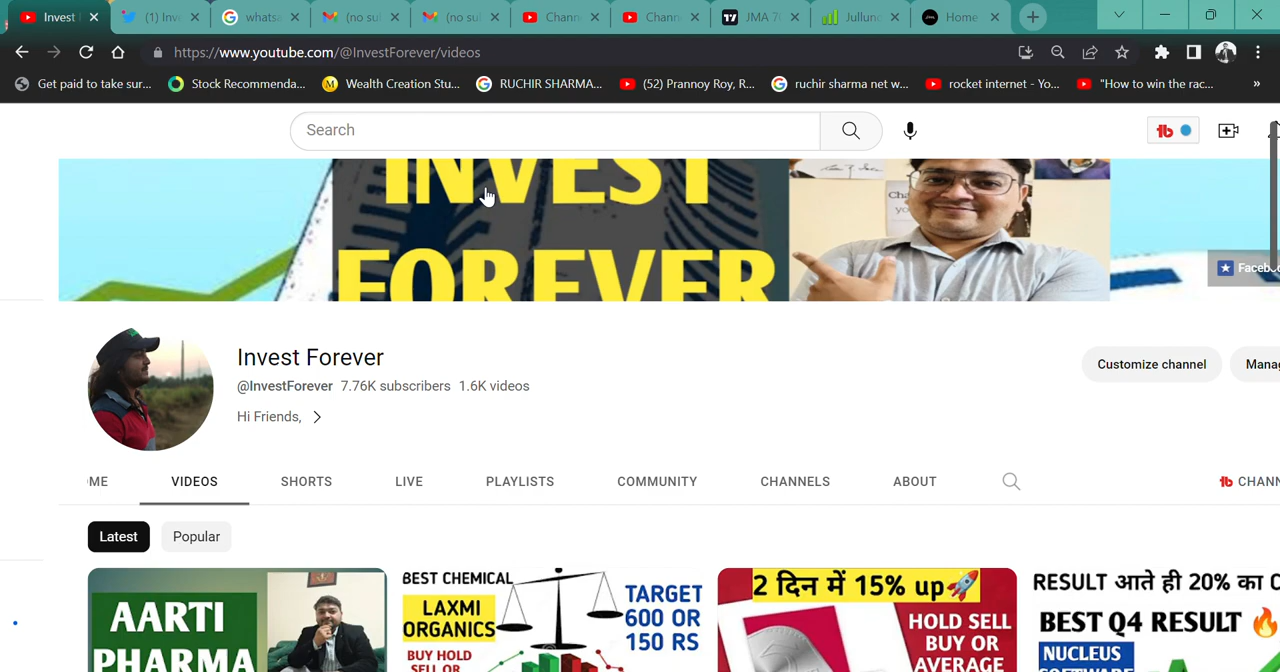 Invest
(1) Inv
whats
(no su
(no su
Chann
Chann
JMA 7
Jullun
Home
https://www.youtube.com/@InvestForever/videos
Get paid to take sur...
Stock Recommenda...
Wealth Creation Stu...
RUCHIR SHARMA...
(52) Prannoy Roy, R...
ruchir sharma net w...
rocket internet - Yo...
"How to win the rac...
»
Search
INVEST
FOREVER
Invest Forever
@InvestForever 7.76K subscribers 1.6K videos
Hi Friends,
Customize channel
Manag
ME
VIDEOS
SHORTS
LIVE
PLAYLISTS
COMMUNITY
CHANNELS
ABOUT
CHANN
Latest
Popular
AARTI
PHARMA
BEST CHEMICAL
LAXMI
ORGANICS
BUY HOLD
SELL OR
TARGET
600 OR
150 RS
2 दिन में 15% up🚀
HOLD SELL
BUY OR
AVERAGE
RESULT आते ही 20% का C
BEST Q4 RESULT 🔥
NUCLEUS
SOFTWARE